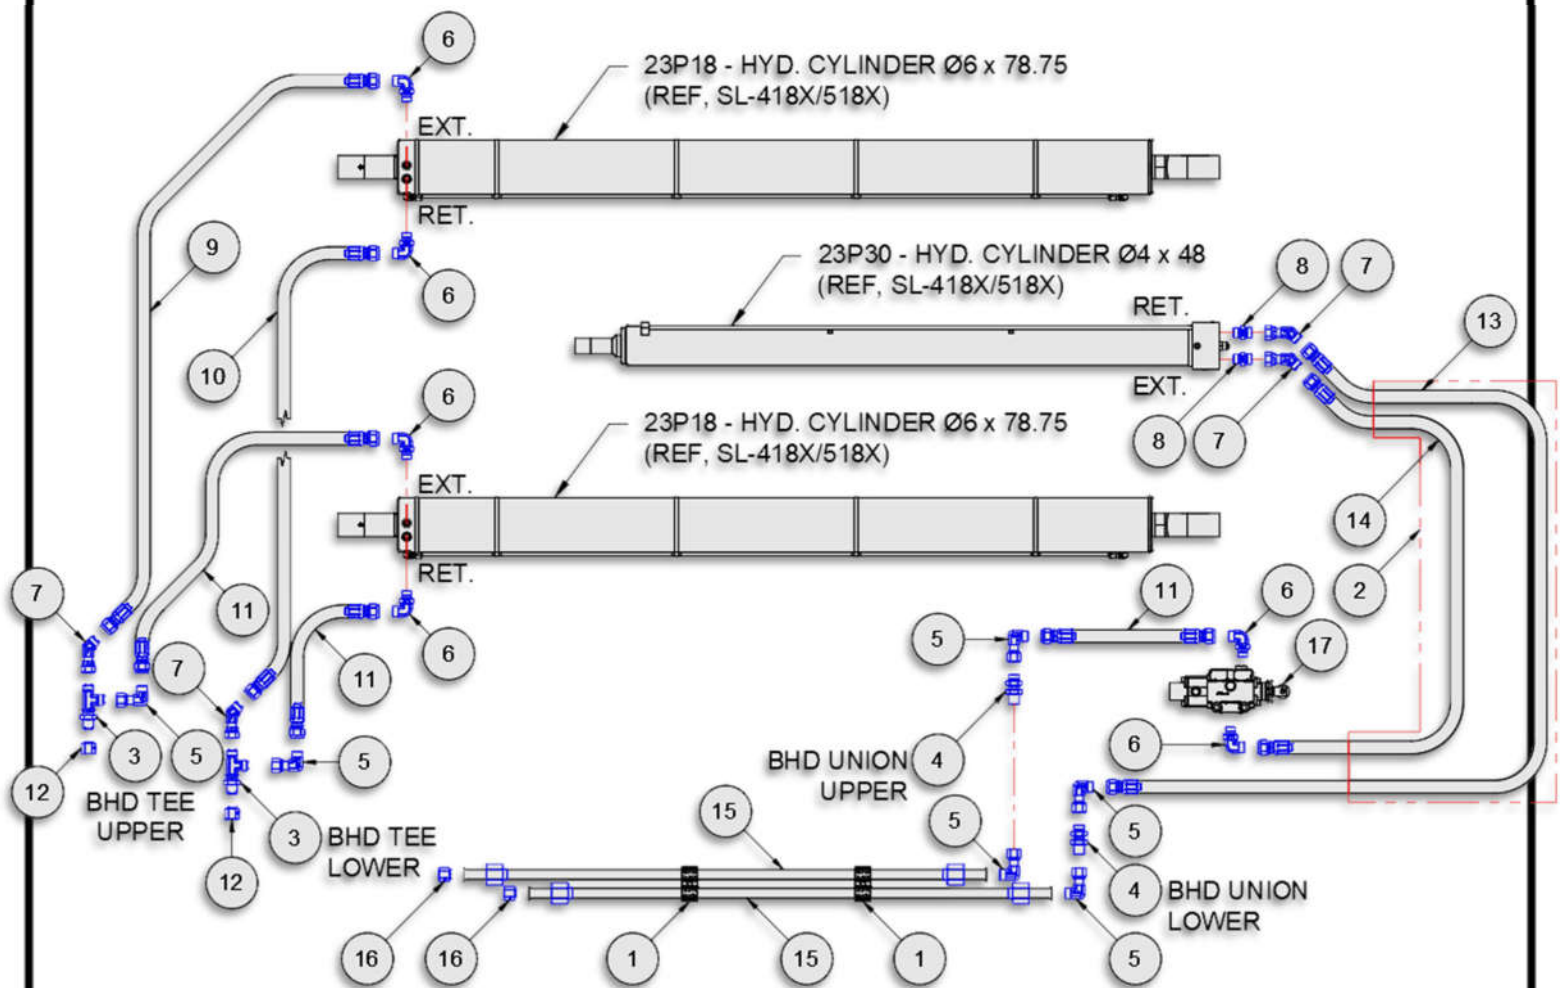 6
23P18 - HYD. CYLINDER Ø6 x 78.75
(REF, SL-418X/518X)
EXT.
RET.
9
6
10
23P30 - HYD. CYLINDER Ø4 x 48
(REF, SL-418X/518X)
8
7
RET.
13
EXT.
6
8
7
23P18 - HYD. CYLINDER Ø6 x 78.75
(REF, SL-418X/518X)
EXT.
14
RET.
7
11
11
6
2
5
17
6
7
11
12
3
5
5
BHD TEE
UPPER
4
6
BHD UNION
UPPER
3
BHD TEE
LOWER
12
15
5
5
4
BHD UNION
LOWER
16
16
1
15
1
5